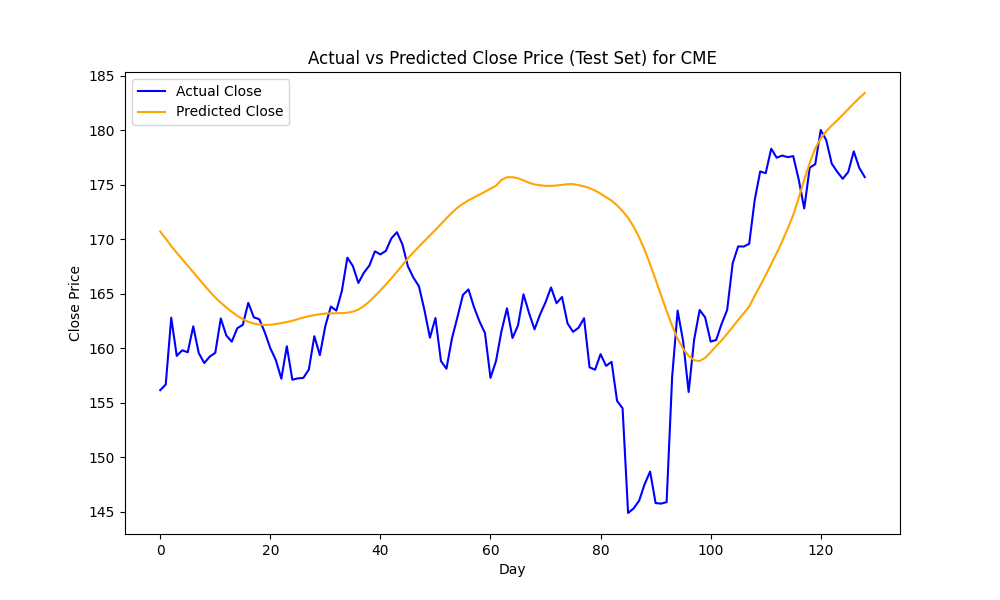 Actual vs Predicted Close Price (Test Set) for CME
Actual Close
Predicted Close
Close Price
185
180
175
170
165
160
155
150
145
0 20 40 60 80 100 120
Day